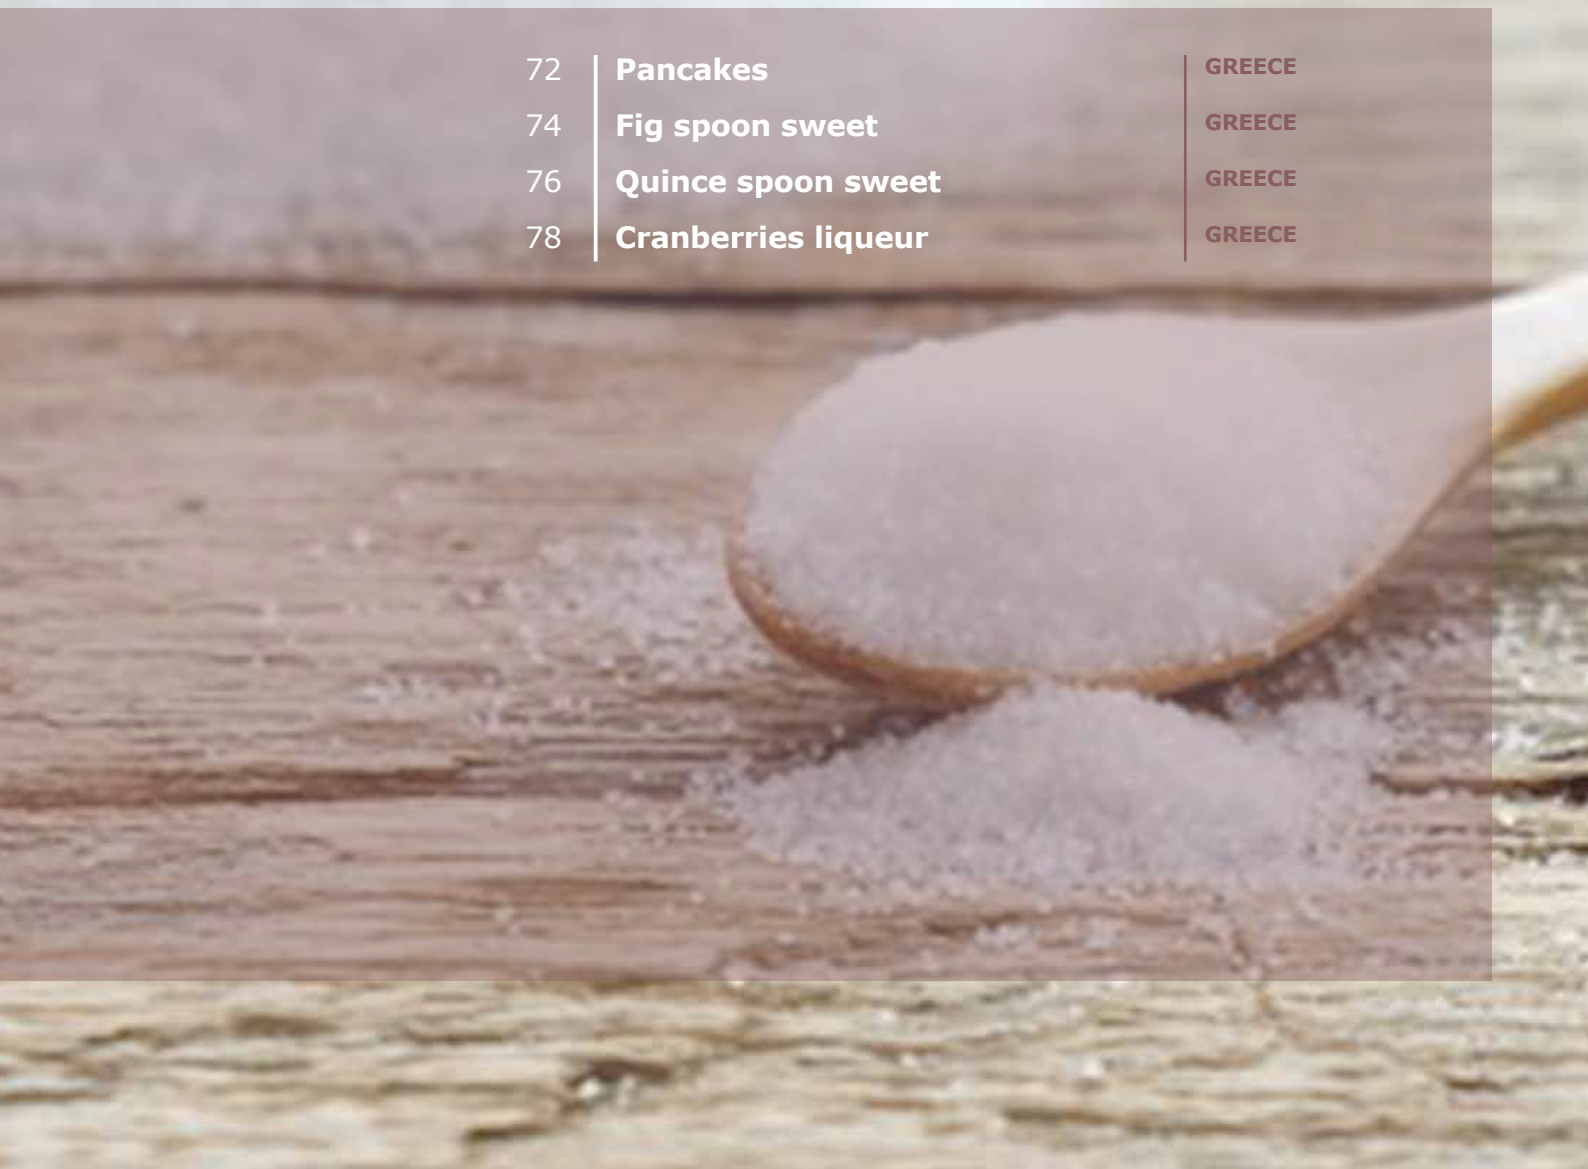 72 Pancakes GREECE
74 Fig spoon sweet GREECE
76 Quince spoon sweet GREECE
78 Cranberries liqueur GREECE